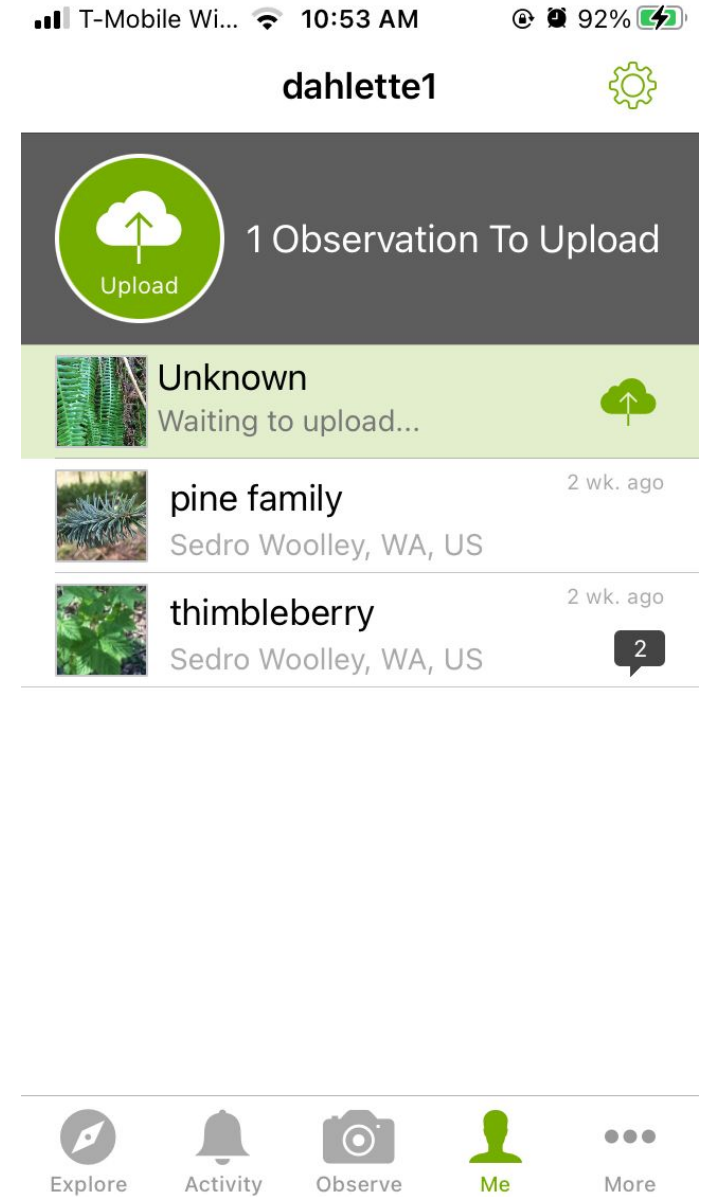 T-Mobile Wi... 10:53 AM 92%
dahlette1
Upload
1 Observation To Upload
Unknown
Waiting to upload...
pine family
2 wk. ago
Sedro Woolley, WA, US
thimbleberry
2 wk. ago
Sedro Woolley, WA, US
2
Explore Activity Observe Me More